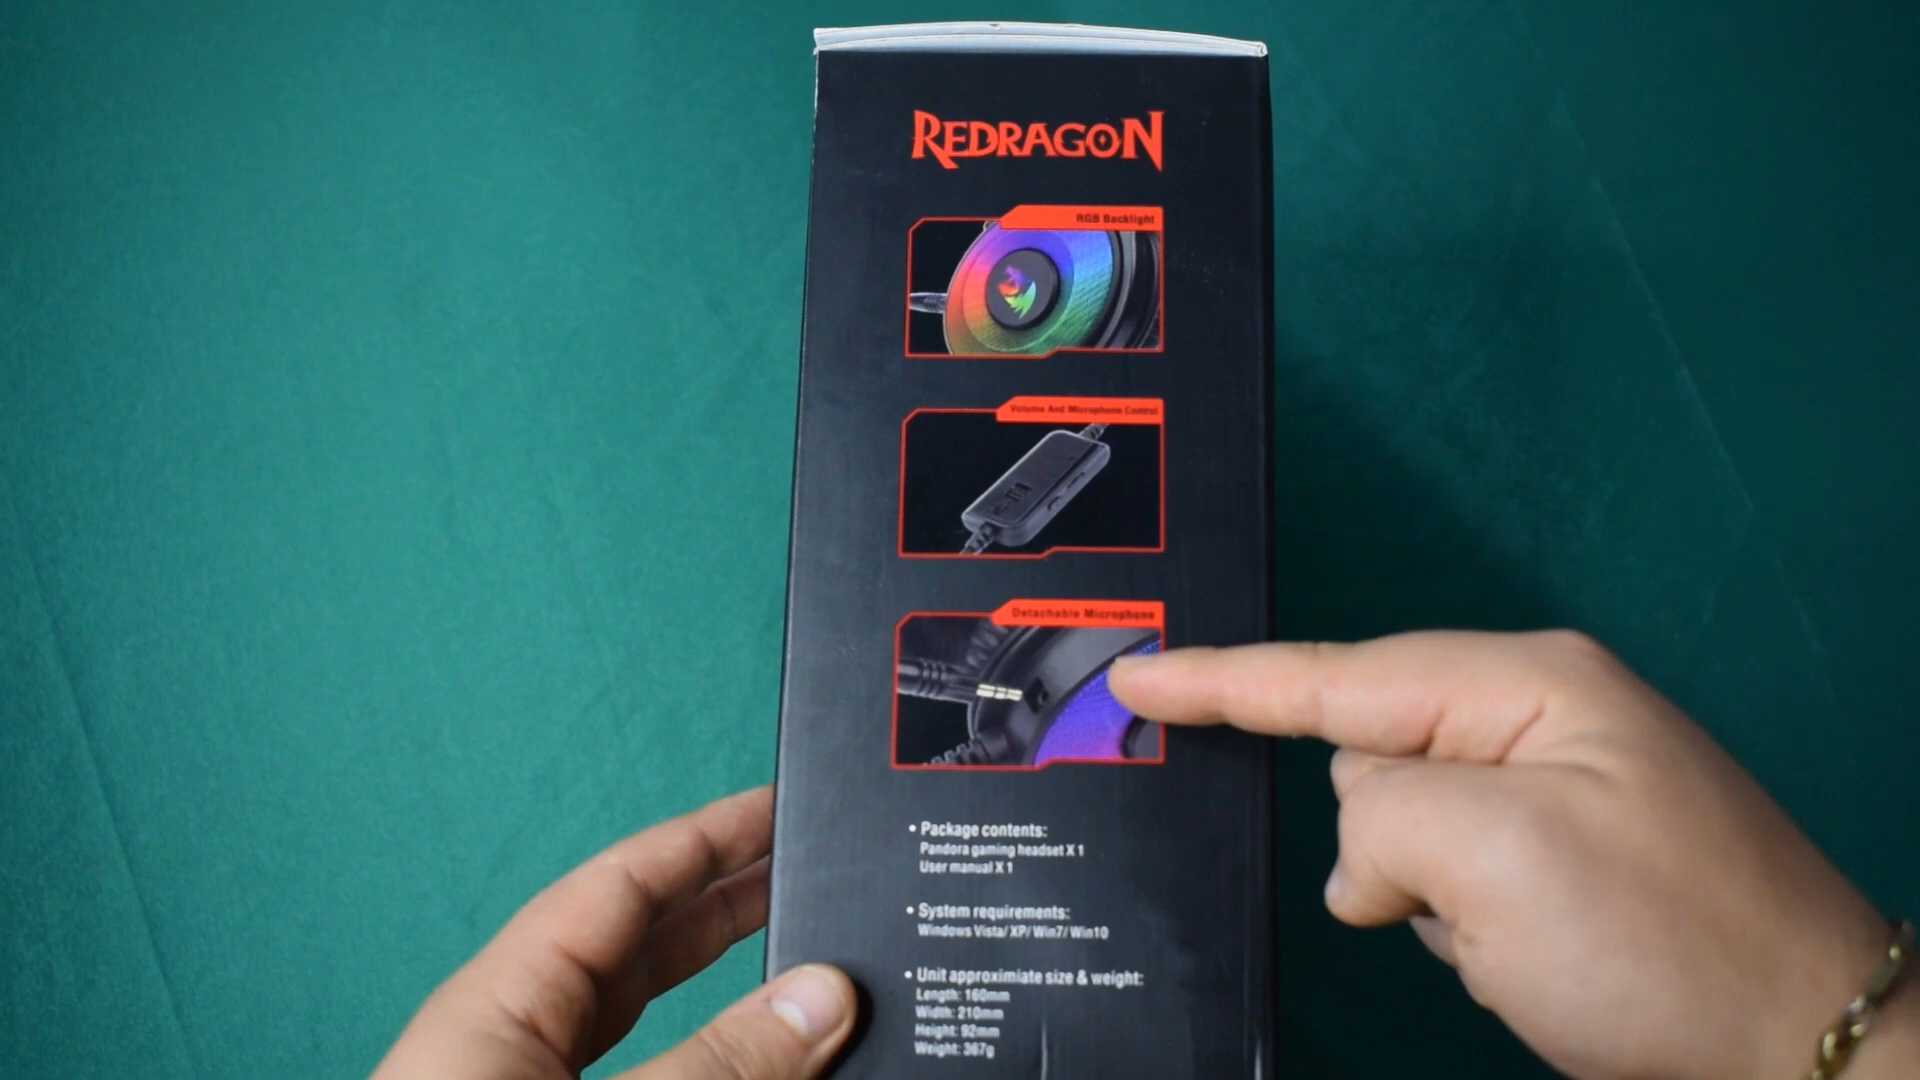 REDRAGON
RGB Backlight
Volume And Microphone Control
Detachable Microphone
• Package contents:
Pandora gaming headset X 1
User manual X 1
• System requirements:
Windows Vista/ XP/ Win7/ Win10
• Unit approximiate size & weight:
Length: 160mm
Width: 210mm
Height: 92mm
Weight: 367g